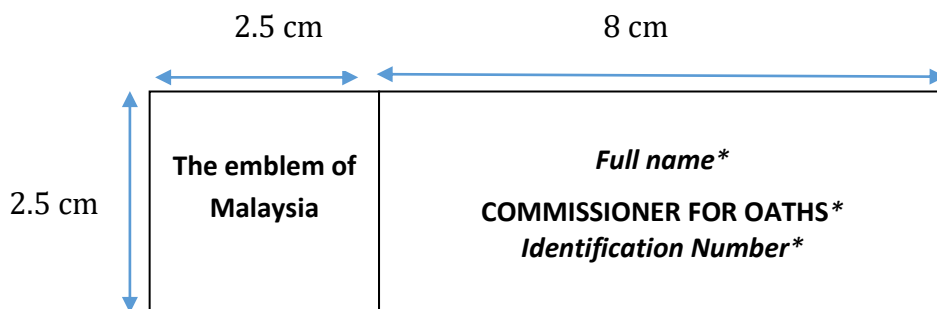 2.5 cm
8 cm
2.5 cm
The emblem of
Malaysia
Full name*
COMMISSIONER FOR OATHS*
Identification Number*